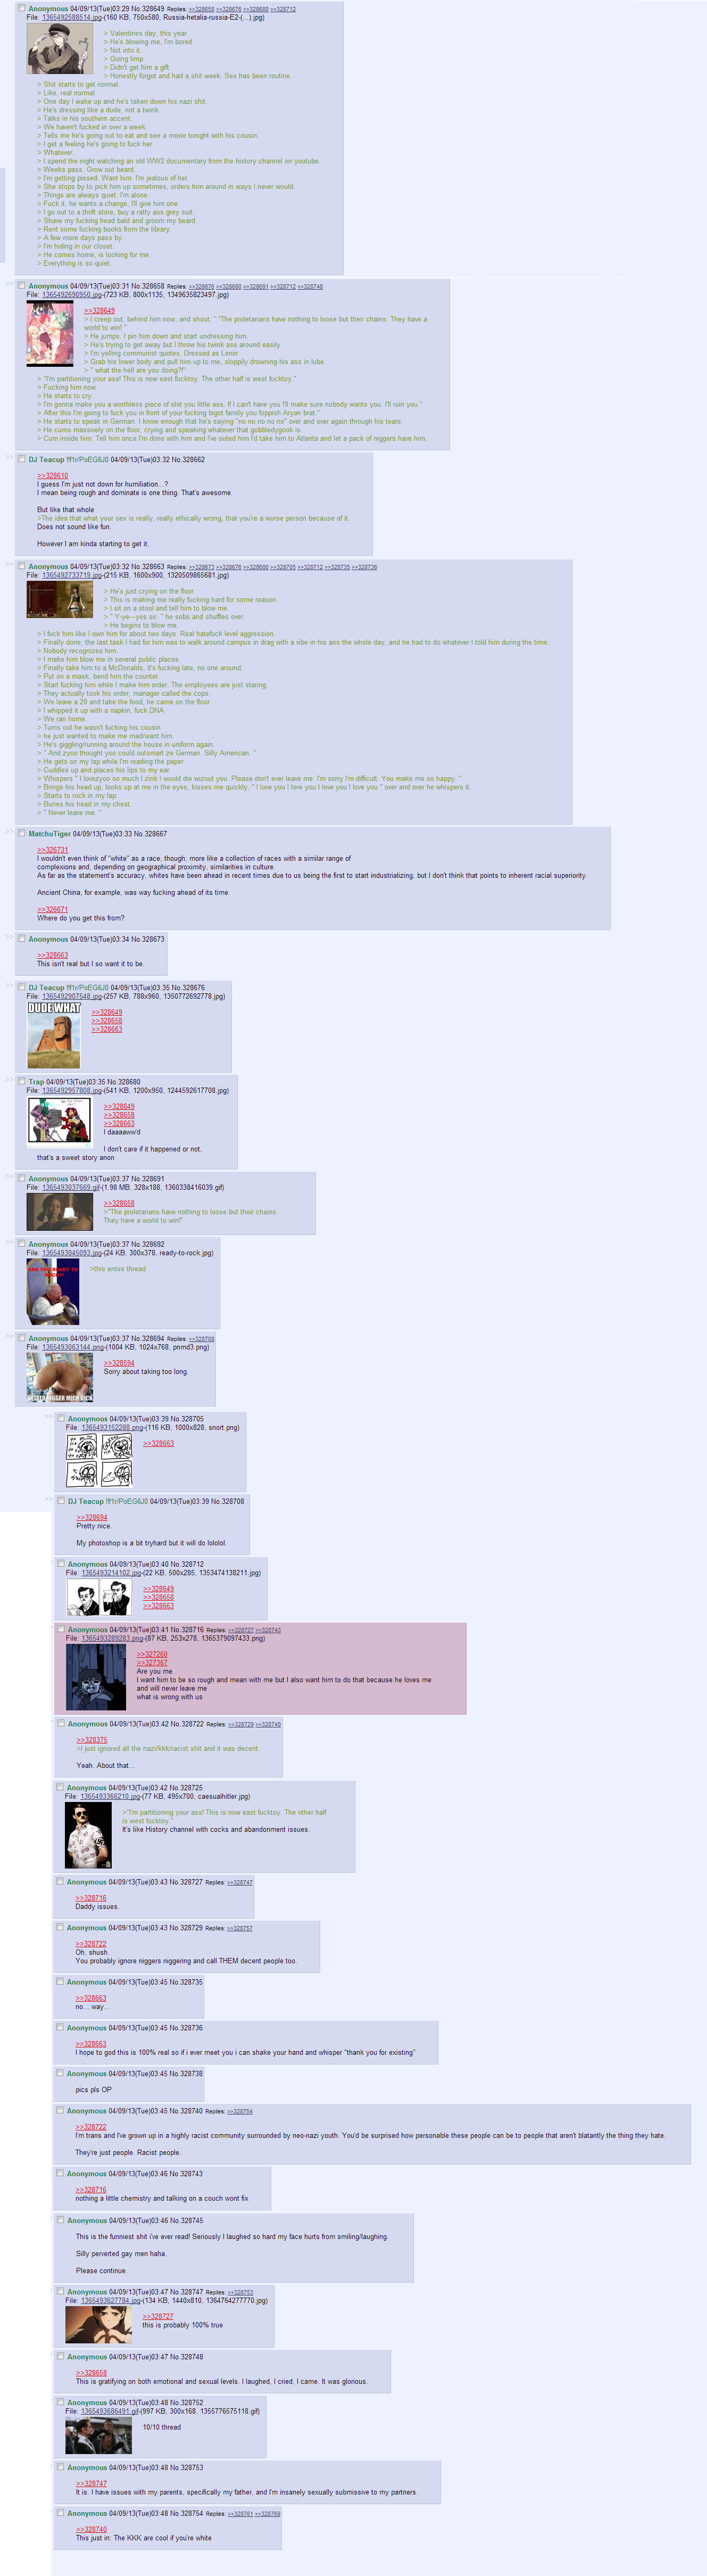 Anonymous 04/09/13(Tue)03:29 No.328649 Replies: >>328658 >>328676 >>328680 >>328712
File: 1365492588514.jpg-(160 KB, 750x580, Russia-hetalia-russia-E2-(...).jpg)
> Valentines day, this year.
> He's blowing me, I'm bored.
> Not into it.
> Going limp.
> Didn't get him a gift.
> Honestly forgot and had a shit week. Sex has been routine.
> Shit starts to get normal.
> Like, real normal.
> One day I wake up and he's taken down his nazi shit.
> He's dressing like a dude, not a twink.
> Talks in his southern accent.
> We haven't fucked in over a week.
> Tells me he's going out to eat and see a movie tonight with his cousin.
> I get a feeling he's going to fuck her.
> Whatever.
> I spend the night watching an old WW2 documentary from the history channel on youtube.
> Weeks pass. Grow out beard.
> I'm getting pissed. Want him. I'm jealous of her.
> She stops by to pick him up sometimes, orders him around in ways I never would.
> Things are always quiet. I'm alone.
> Fuck it, he wants a change, I'll give him one.
> I go out to a thrift store, buy a ratty ass grey suit.
> Shave my fucking head bald and groom my beard.
> Rent some fucking books from the library.
> A few more days pass by.
> I'm hiding in our closet.
> He comes home, is looking for me.
> Everything is so quiet.
>> Anonymous 04/09/13(Tue)03:31 No.328658 Replies: >>328676 >>328680 >>328691 >>328712 >>328748
File: 1365492690950.jpg-(723 KB, 800x1135, 1349635823497.jpg)
>>328649
> I creep out, behind him now, and shout: " "The proletarians have nothing to loose but their chains. They have a
world to win! "
> He jumps. I pin him down and start undressing him.
> He's trying to get away but I throw his twink ass around easily.
> I'm yelling communist quotes. Dressed as Lenin
> Grab his lower body and pull him up to me, sloppily drowning his ass in lube.
> " what the hell are you doing?!"
> "I'm partitioning your ass! This is now east fucktoy. The other half is west fucktoy."
> Fucking him now.
> He starts to cry.
> I'm gonna make you a worthless piece of shit you little ass. If I can't have you I'll make sure nobody wants you. I'll ruin you."
> After this I'm going to fuck you in front of your fucking bigot family you foppish Aryan brat."
> He starts to speak in German. I know enough that he's saying "no no no no no" over and over again through his tears.
> He cums massively on the floor, crying and speaking whatever that gobbledygook is.
> Cum inside him. Tell him once I'm done with him and I've outed him I'd take him to Atlanta and let a pack of niggers have him.
>> DJ Teacup !ff1r/PoEG6J0 04/09/13(Tue)03:32 No.328662
>>328610
I guess I'm just not down for humiliation...?
I mean being rough and dominate is one thing. That's awesome.
But like that whole
>The idea that what your sex is really, really ethically wrong, that you're a worse person because of it.
Does not sound like fun.
However I am kinda starting to get it.
>> Anonymous 04/09/13(Tue)03:32 No.328663 Replies: >>328673 >>328676 >>328680 >>328705 >>328712 >>328735 >>328736
File: 1365492733719.jpg-(215 KB, 1600x900, 1320509865681.jpg)
> He's just crying on the floor.
> This is making me really fucking hard for some reason.
> I sit on a stool and tell him to blow me.
> " Y-ye---yes sir. " he sobs and shuffles over.
> He begins to blow me.
> I fuck him like I own him for about two days. Real hatefuck level aggression.
> Finally done, the last task I had for him was to walk around campus in drag with a vibe in his ass the whole day, and he had to do whatever I told him during the time.
> Nobody recognizes him.
> I make him blow me in several public places.
> Finally take him to a McDonalds, it's fucking late, no one around.
> Put on a mask, bend him the counter.
> Start fucking him while I make him order. The employees are just staring.
> They actually took his order, manager called the cops.
> We leave a 20 and take the food, he came on the floor.
> I whipped it up with a napkin, fuck DNA
> We ran home.
> Turns out he wasn't fucking his cousin
> he just wanted to make me mad/want him.
> He's giggling/running around the house in uniform again.
> " And zyoo thought yoo could outsmart ze German. Silly American. "
> He gets on my lap while I'm reading the paper.
> Cuddles up and places his lips to my ear.
> Whispers " I lovezyoo so much I zink I would die wizout you. Please don't ever leave me. I'm sorry I'm difficult. You make me so happy. "
> Brings his head up, looks up at me in the eyes, kisses me quickly, " I love you I love you I love you I love you " over and over he whispers it.
> Starts to rock in my lap.
> Buries his head in my chest.
> " Never leave me. "
>> MatchuTiger 04/09/13(Tue)03:33 No.328667
>>326731
I wouldn't even think of "white" as a race, though; more like a collection of races with a similar range of
complexions and, depending on geographical proximity, similarities in culture.
As far as the statement's accuracy, whites have been ahead in recent times due to us being the first to start industrializing, but I don't think that points to inherent racial superiority.
Ancient China, for example, was way fucking ahead of its time.
>>326671
Where do you get this from?
>> Anonymous 04/09/13(Tue)03:34 No.328673
>>328663
This isn't real but I so want it to be.
>> DJ Teacup !ff1r/PoEG6J0 04/09/13(Tue)03:35 No.328676
File: 1365492907548.jpg-(257 KB, 788x960, 1350772692778.jpg)
DUDE WHAT
>>328649
>>328658
>>328663
>> Trap 04/09/13(Tue)03:35 No.328680
File: 1365492957808.jpg-(541 KB, 1200x950, 1244592617708.jpg)
>>328649
>>328658
>>328663
I daaaaww'd
I don't care if it happened or not,
that's a sweet story anon
>> Anonymous 04/09/13(Tue)03:37 No.328691
File: 1365493037669.gif-(1.98 MB, 328x188, 1360338416039.gif)
>>328658
>"The proletarians have nothing to loose but their chains.
They have a world to win!"
>> Anonymous 04/09/13(Tue)03:37 No.328692
File: 1365493045093.jpg-(24 KB, 300x378, ready-to-rock.jpg)
ARE YOU READY TO
>this entire thread
>> Anonymous 04/09/13(Tue)03:37 No.328694 Replies: >>328708
File: 1365493063144.png-(1004 KB, 1024x768, pnmd3.png)
>>328594
Sorry about taking too long.
>> Anonymous 04/09/13(Tue)03:39 No.328705
File: 1365493152288.png-(116 KB, 1000x828, snort.png)
>>328663
>> DJ Teacup !ff1r/PoEG6J0 04/09/13(Tue)03:39 No.328708
>>328694
Pretty nice.
My photoshop is a bit tryhard but it will do lololol.
Anonymous 04/09/13(Tue)03:40 No.328712
File: 1365493214102.jpg-(22 KB, 500x285, 1353474138211.jpg)
>>328649
>>328658
>>328663
Anonymous 04/09/13(Tue)03:41 No.328716 Replies: >>328727 >>328743
File: 1365493289283.png-(87 KB, 253x278, 1365379097433.png)
>>327260
>>327367
Are you me
I want him to be so rough and mean with me but I also want him to do that because he loves me
and will never leave me
what is wrong with us
Anonymous 04/09/13(Tue)03:42 No.328722 Replies: >>328729 >>328740
>>328375
>I just ignored all the nazi/kkk/racist shit and it was decent.
Yeah. About that...
Anonymous 04/09/13(Tue)03:42 No.328725
File: 1365493366210.jpg-(77 KB, 495x700, caesualhitler.jpg)
>"I'm partitioning your ass! This is now east fucktoy. The other half
is west fucktoy."
It's like History channel with cocks and abandonment issues.
Anonymous 04/09/13(Tue)03:43 No.328727 Replies: >>328747
>>328716
Daddy issues.
Anonymous 04/09/13(Tue)03:43 No.328729 Replies: >>328757
>>328722
Oh, shush.
You probably ignore niggers niggering and call THEM decent people too.
Anonymous 04/09/13(Tue)03:45 No.328735
>>328663
no... way...
Anonymous 04/09/13(Tue)03:45 No.328736
>>328663
I hope to god this is 100% real so if i ever meet you i can shake your hand and whisper "thank you for existing"
Anonymous 04/09/13(Tue)03:45 No.328738
pics pls OP
Anonymous 04/09/13(Tue)03:45 No.328740 Replies: >>328754
>>328722
I'm trans and I've grown up in a highly racist community surrounded by neo-nazi youth. You'd be surprised how personable these people can be to people that aren't blatantly the thing they hate.
They're just people. Racist people.
Anonymous 04/09/13(Tue)03:46 No.328743
>>328716
nothing a little chemistry and talking on a couch wont fix
Anonymous 04/09/13(Tue)03:46 No.328745
This is the funniest shit i've ever read! Seriously I laughed so hard my face hurts from smiling/laughing.
Silly perverted gay men haha.
Please continue.
Anonymous 04/09/13(Tue)03:47 No.328747 Replies: >>328753
File: 1365493627784.jpg-(134 KB, 1440x810, 1364764277770.jpg)
>>328727
this is probably 100% true
Anonymous 04/09/13(Tue)03:47 No.328748
>>328658
This is gratifying on both emotional and sexual levels. I laughed, I cried, I came. It was glorious.
Anonymous 04/09/13(Tue)03:48 No.328752
File: 1365493686491.gif-(997 KB, 300x168, 1355776575118.gif)
10/10 thread
Anonymous 04/09/13(Tue)03:48 No.328753
>>328747
It is. I have issues with my parents, specifically my father, and I'm insanely sexually submissive to my partners.
Anonymous 04/09/13(Tue)03:48 No.328754 Replies: >>328761 >>328769
>>328740
This just in: The KKK are cool if you're white